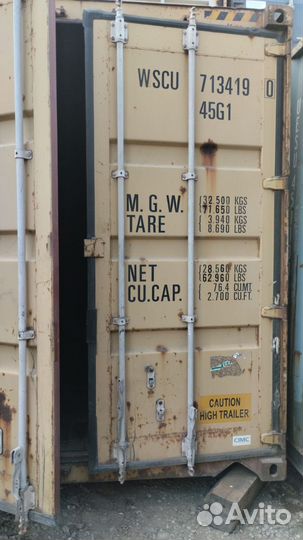 WSCU 713419 0
45G1
M.G.W. 32.500 KGS
71.650 LBS
TARE 3.940 KGS
8.690 LBS
NET 28.560 KGS
62.960 LBS
CU.CAP. 76.4 CU.MT.
2.700 CU.FT.
CAUTION
HIGH TRAILER
CIMC
Avito